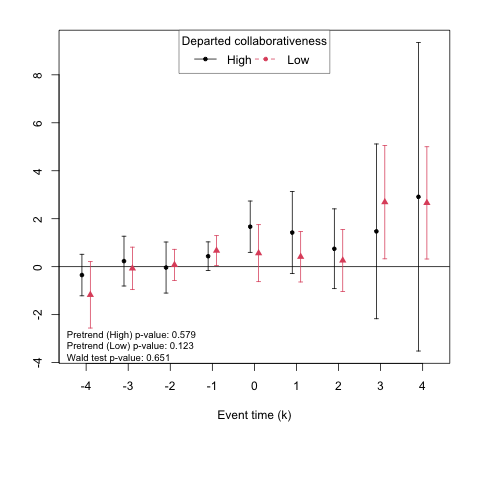 Departed collaborativeness
High Low
8
6
4
2
0
-2
-4
Pretrend (High) p-value: 0.579
Pretrend (Low) p-value: 0.123
Wald test p-value: 0.651
-4 -3 -2 -1 0 1 2 3 4
Event time (k)